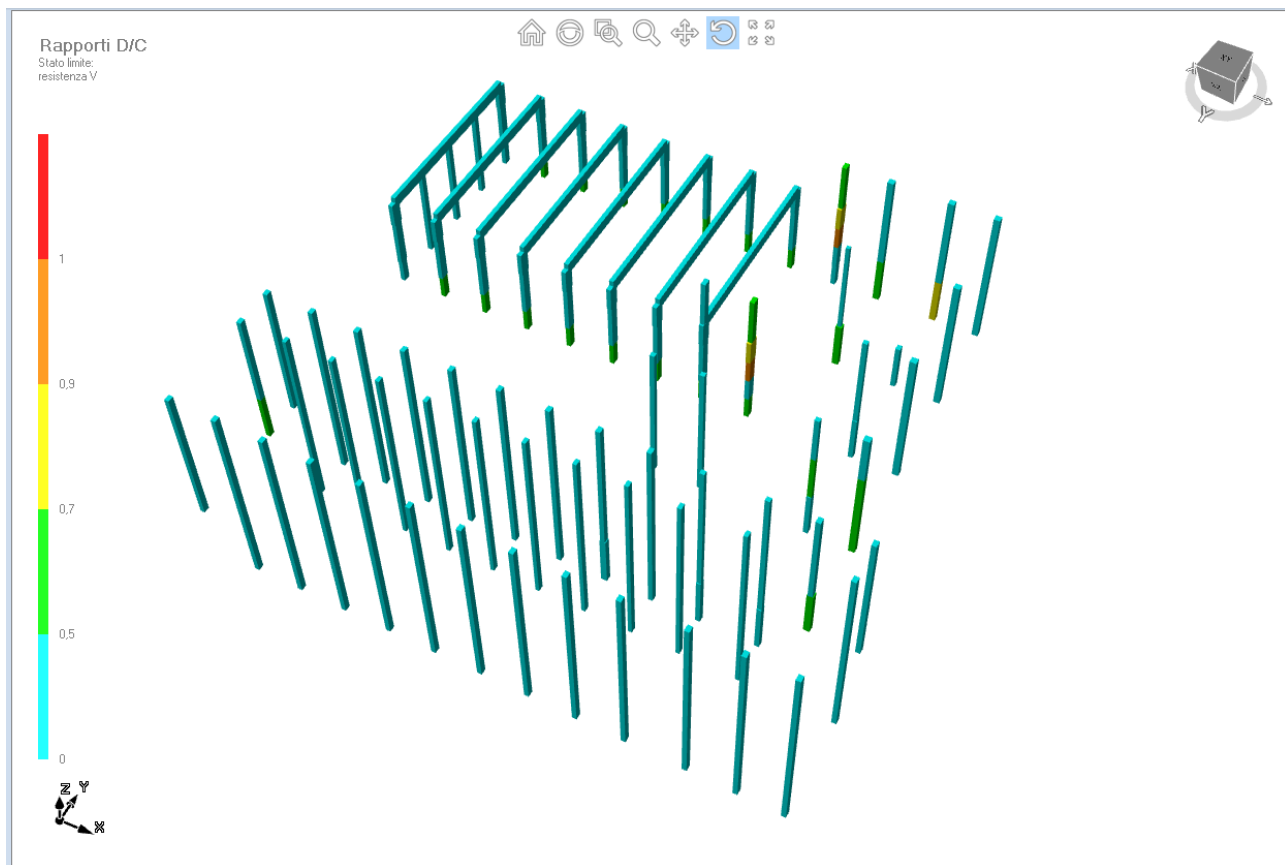 Rapporti D/C
Stato limite:
resistenza V
1
0,9
0,7
0,5
0
Z
Y
X
Y